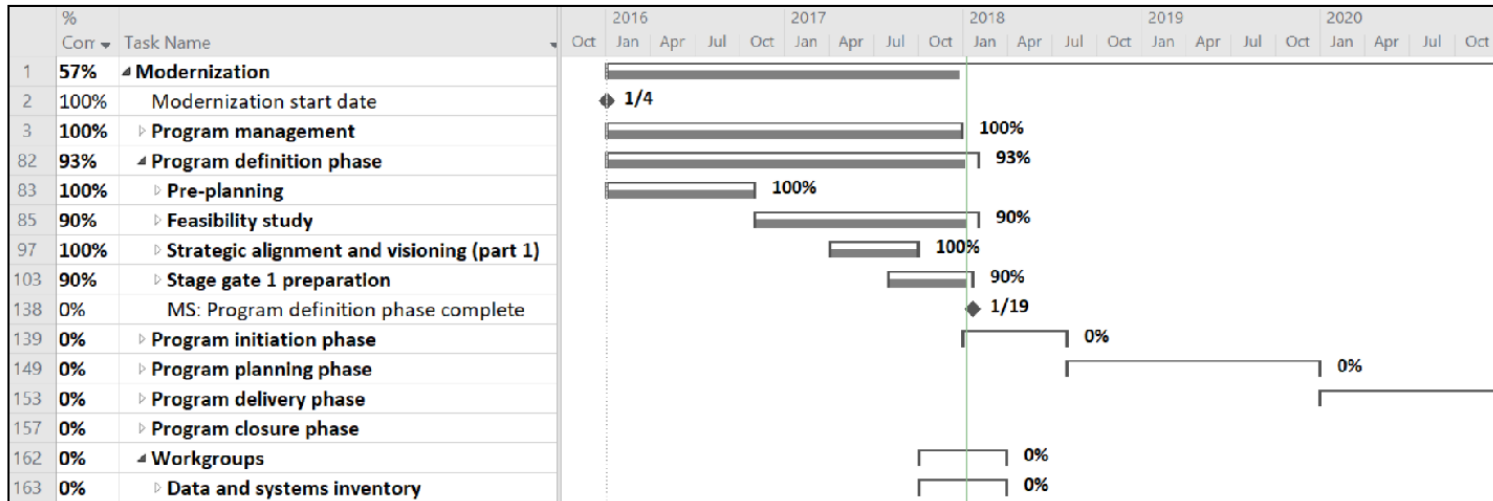 % 2016 2017 2018 2019 2020
Com Task Name Oct Jan Apr Jul Oct Jan Apr Jul Oct Jan Apr Jul Oct Jan Apr Jul Oct Jan Apr Jul Oct
1 57% Modernization
2 100% Modernization start date 1/4
3 100% Program management 100%
82 93% Program definition phase 93%
83 100% Pre-planning 100%
85 90% Feasibility study 90%
97 100% Strategic alignment and visioning (part 1) 100%
103 90% Stage gate 1 preparation 90%
138 0% MS: Program definition phase complete 1/19
139 0% Program initiation phase 0%
149 0% Program planning phase 0%
153 0% Program delivery phase
157 0% Program closure phase
162 0% Workgroups 0%
163 0% Data and systems inventory 0%